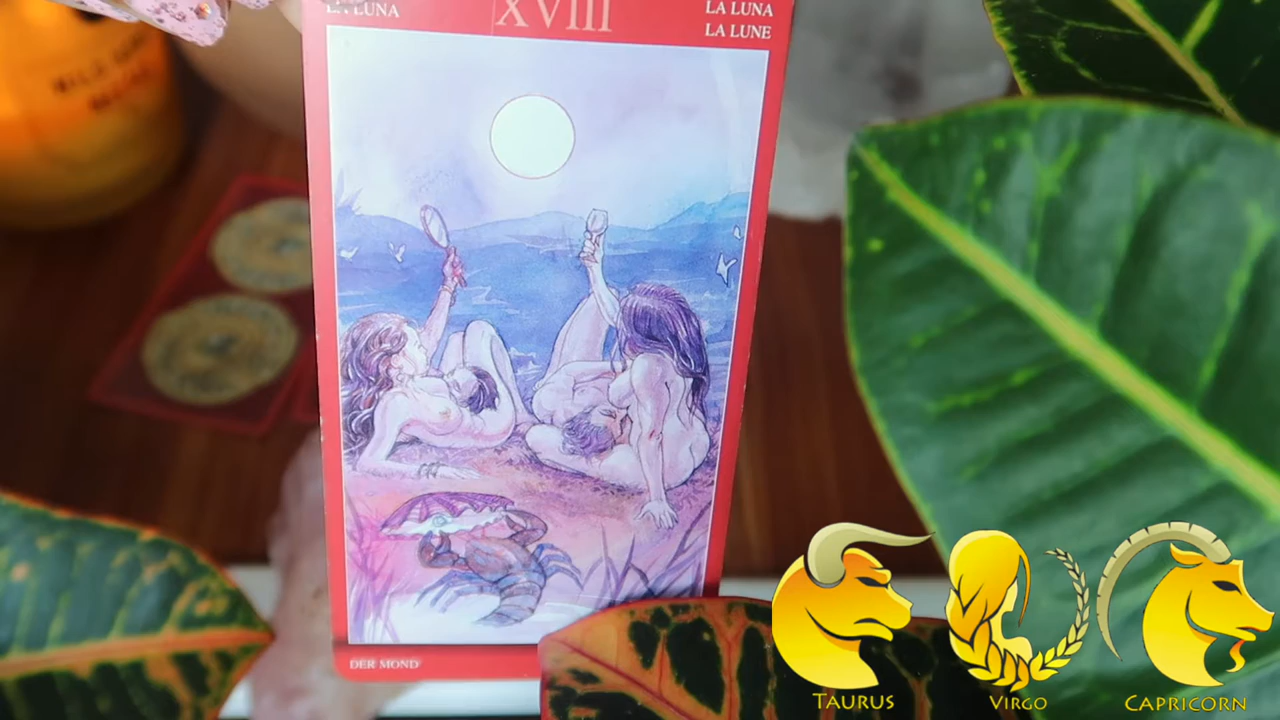 LA LUNA
XVIII
LA LUNA
LA LUNE
DER MOND
TAURUS
VIRGO
CAPRICORN